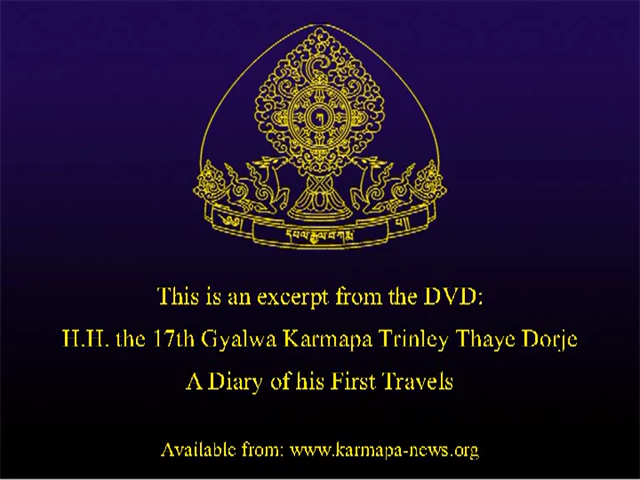 This is an excerpt from the DVD:
H.H. the 17th Gyalwa Karmapa Trinley Thaye Dorje
A Diary of his First Travels
Available from: www.karmapa-news.org